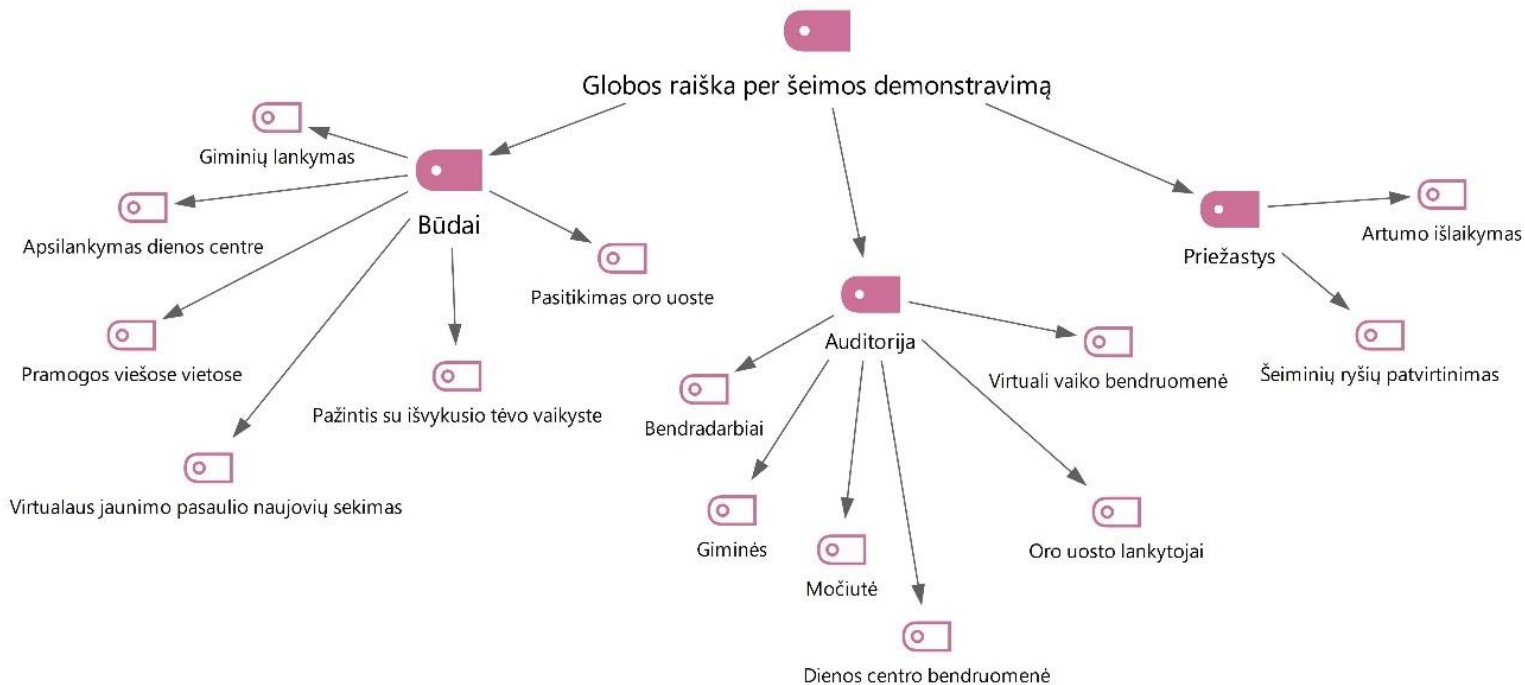 Globos raiška per šeimos demonstravimą
Giminių lankymas
Būdai
Apsilankymas dienos centre
Pasitikimas oro uoste
Pramogos viešose vietose
Pažintis su išvykusio tėvo vaikyste
Virtualaus jaunimo pasaulio naujovių sekimas
Auditorija
Bendradarbiai
Giminės
Močiutė
Dienos centro bendruomenė
Oro uosto lankytojai
Virtuali vaiko bendruomenė
Priežastys
Artumo išlaikymas
Šeiminių ryšių patvirtinimas